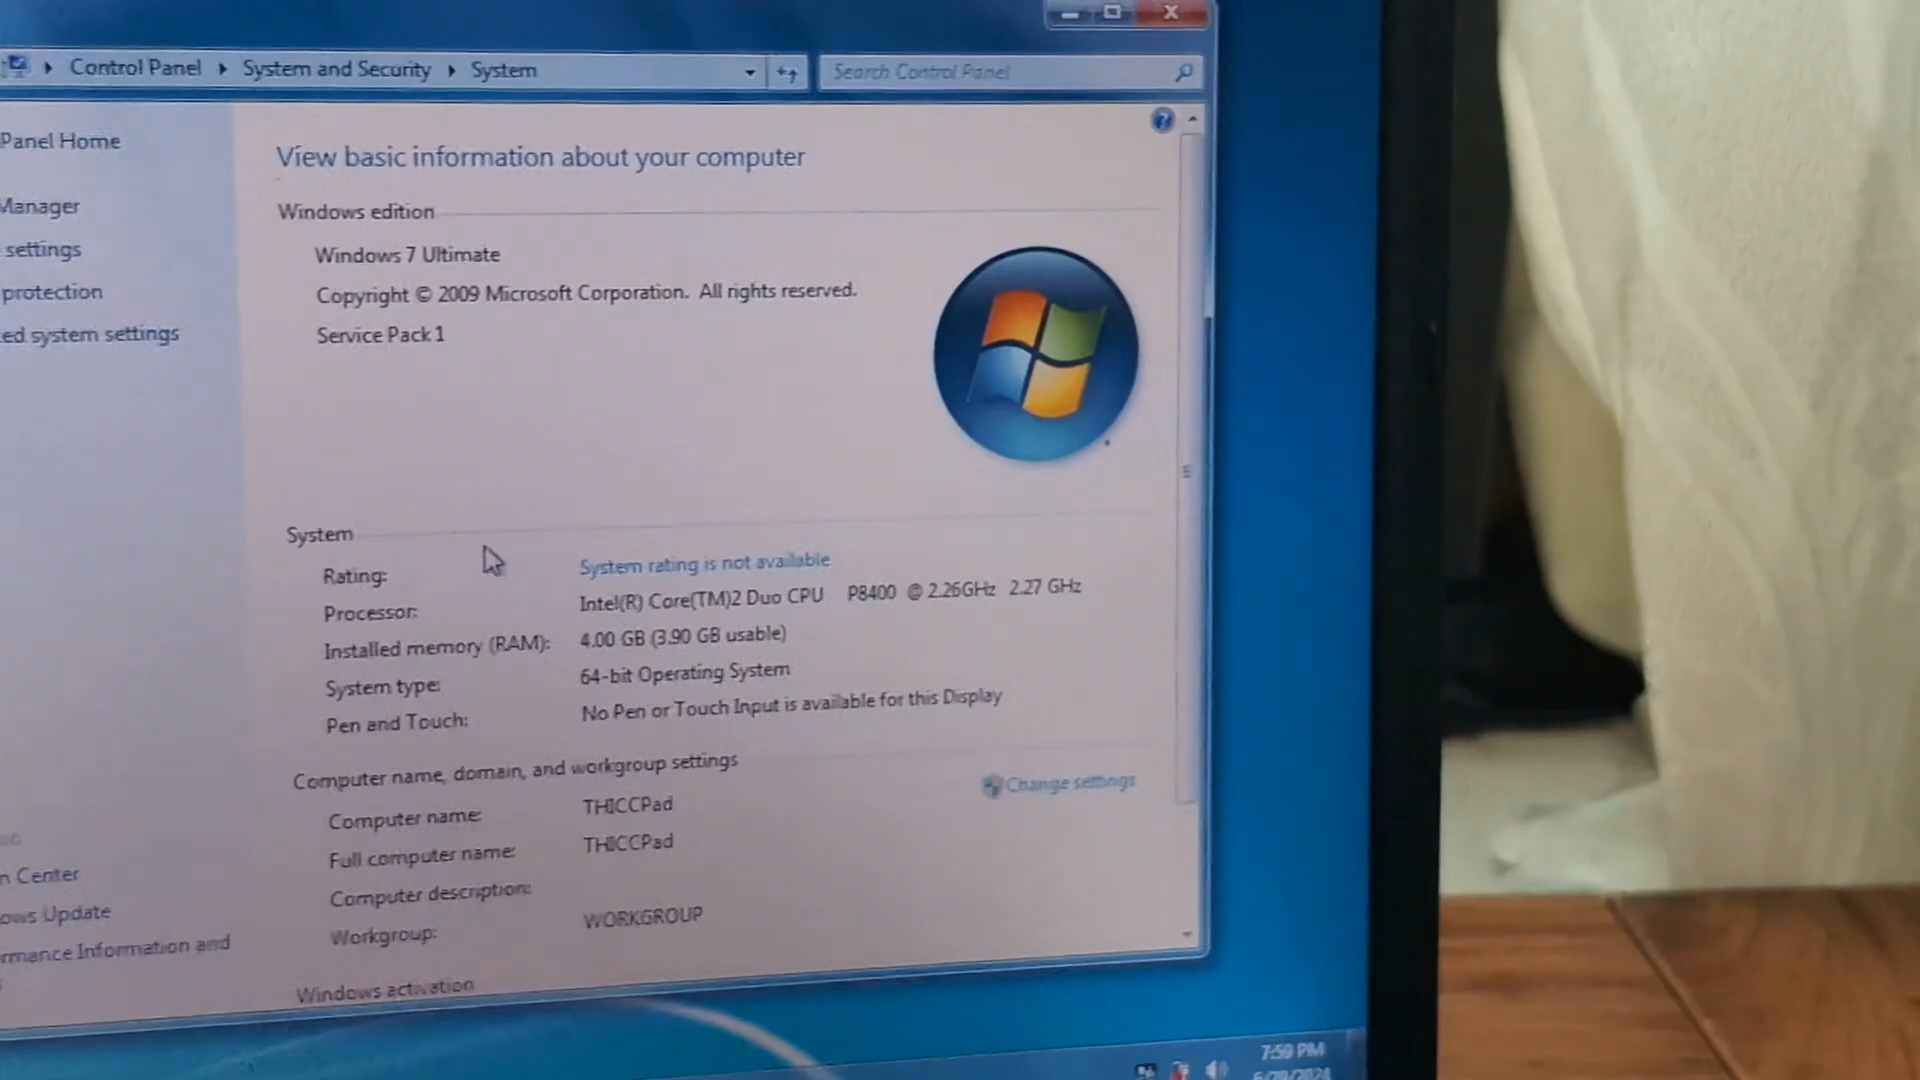 Control Panel System and Security System
Search Control Panel
Panel Home
View basic information about your computer
Manager
Windows edition
settings
Windows 7 Ultimate
protection
Copyright © 2009 Microsoft Corporation. All rights reserved.
ed system settings
Service Pack 1
System
Rating: System rating is not available
Processor: Intel(R) Core(TM)2 Duo CPU P8400 @ 2.26GHz 2.27 GHz
Installed memory (RAM): 4.00 GB (3.90 GB usable)
System type: 64-bit Operating System
Pen and Touch: No Pen or Touch Input is available for this Display
Computer name, domain, and workgroup settings
Computer name: THICCPad
Change settings
Full computer name: THICCPad
Computer description:
Workgroup: WORKGROUP
Windows activation
n Center
ows Update
rmance Information and
7:59 PM